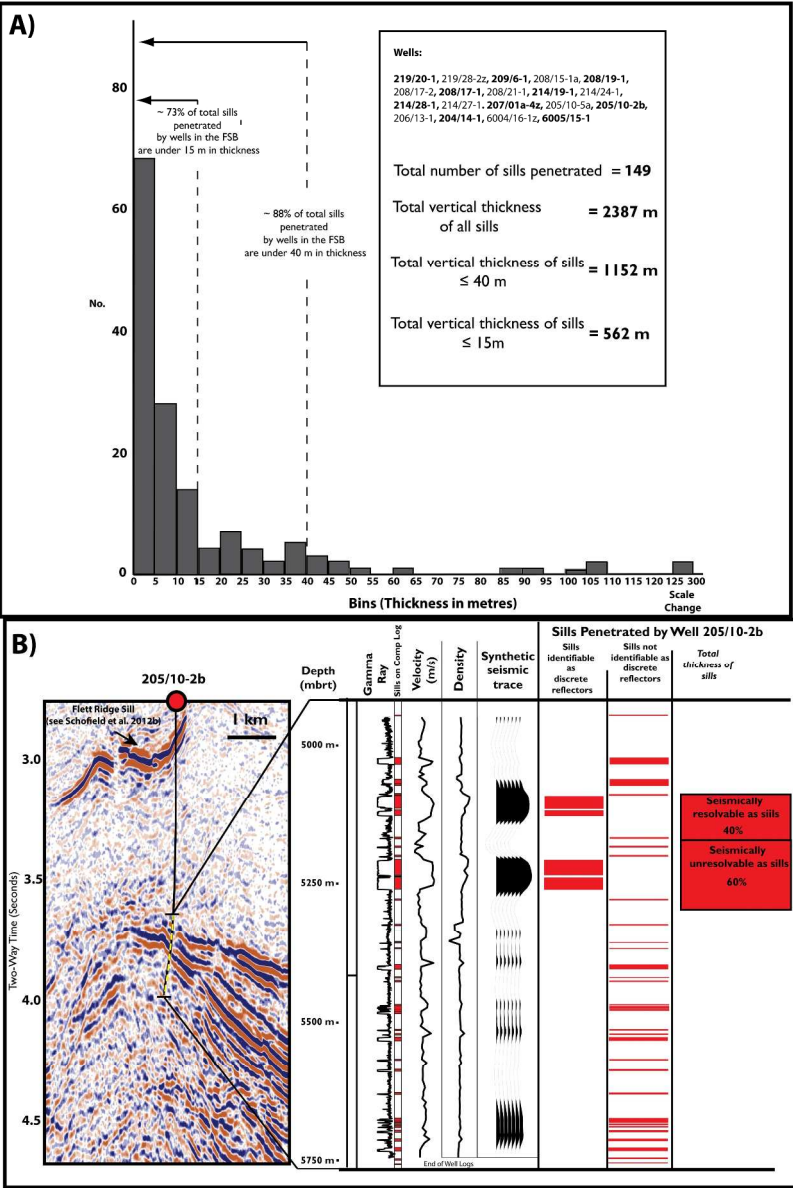 A)
80
60
No.
40
20
0
~ 73% of total sills
penetrated
by wells in the FSB
are under 15 m in thickness
~ 88% of total sills
penetrated
by wells in the FSB
are under 40 m in thickness
Wells:
219/20-1, 219/28-2z, 209/6-1, 208/15-1a, 208/19-1,
208/17-2, 208/17-1, 208/21-1, 214/19-1, 214/24-1,
214/28-1, 214/27-1. 207/01a-4z, 205/10-5a, 205/10-2b,
206/13-1, 204/14-1, 6004/16-1z, 6005/15-1
Total number of sills penetrated = 149
Total vertical thickness = 2387 m
of all sills
Total vertical thickness of sills = 1152 m
≤ 40 m
Total vertical thickness of sills = 562 m
≤ 15m
0 5 10 15 20 25 30 35 40 45 50 55 60 65 70 75 80 85 90 95 100 105 110 115 120 125 300
Scale
Change
Bins (Thickness in metres)
B)
205/10-2b
Flett Ridge Sill
(see Schofield et al. 2012b)
1 km
3.0
3.5
4.0
4.5
Two-Way Time (Seconds)
Depth
(mbrt)
Gamma
Ray
Sills on Comp Log
Velocity
(m/s)
Density
Synthetic
seismic
trace
Sills Penetrated by Well 205/10-2b
Sills
identifiable
as
discrete
reflectors
Sills not
identifiable as
discrete
reflectors
Total
thickness of
sills
5000 m
5250 m
5500 m
5750 m
Seismically
resolvable as sills
40%
Seismically
unresolvable as sills
60%
End of Well Logs